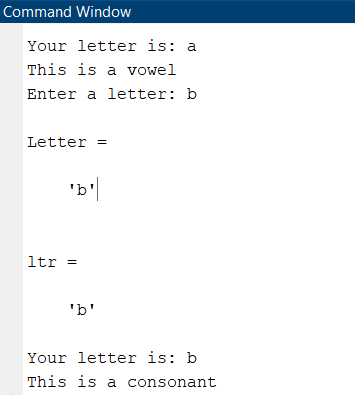 Command Window
Your letter is: a
This is a vowel
Enter a letter: b
Letter =
'b'
ltr =
'b'
Your letter is: b
This is a consonant